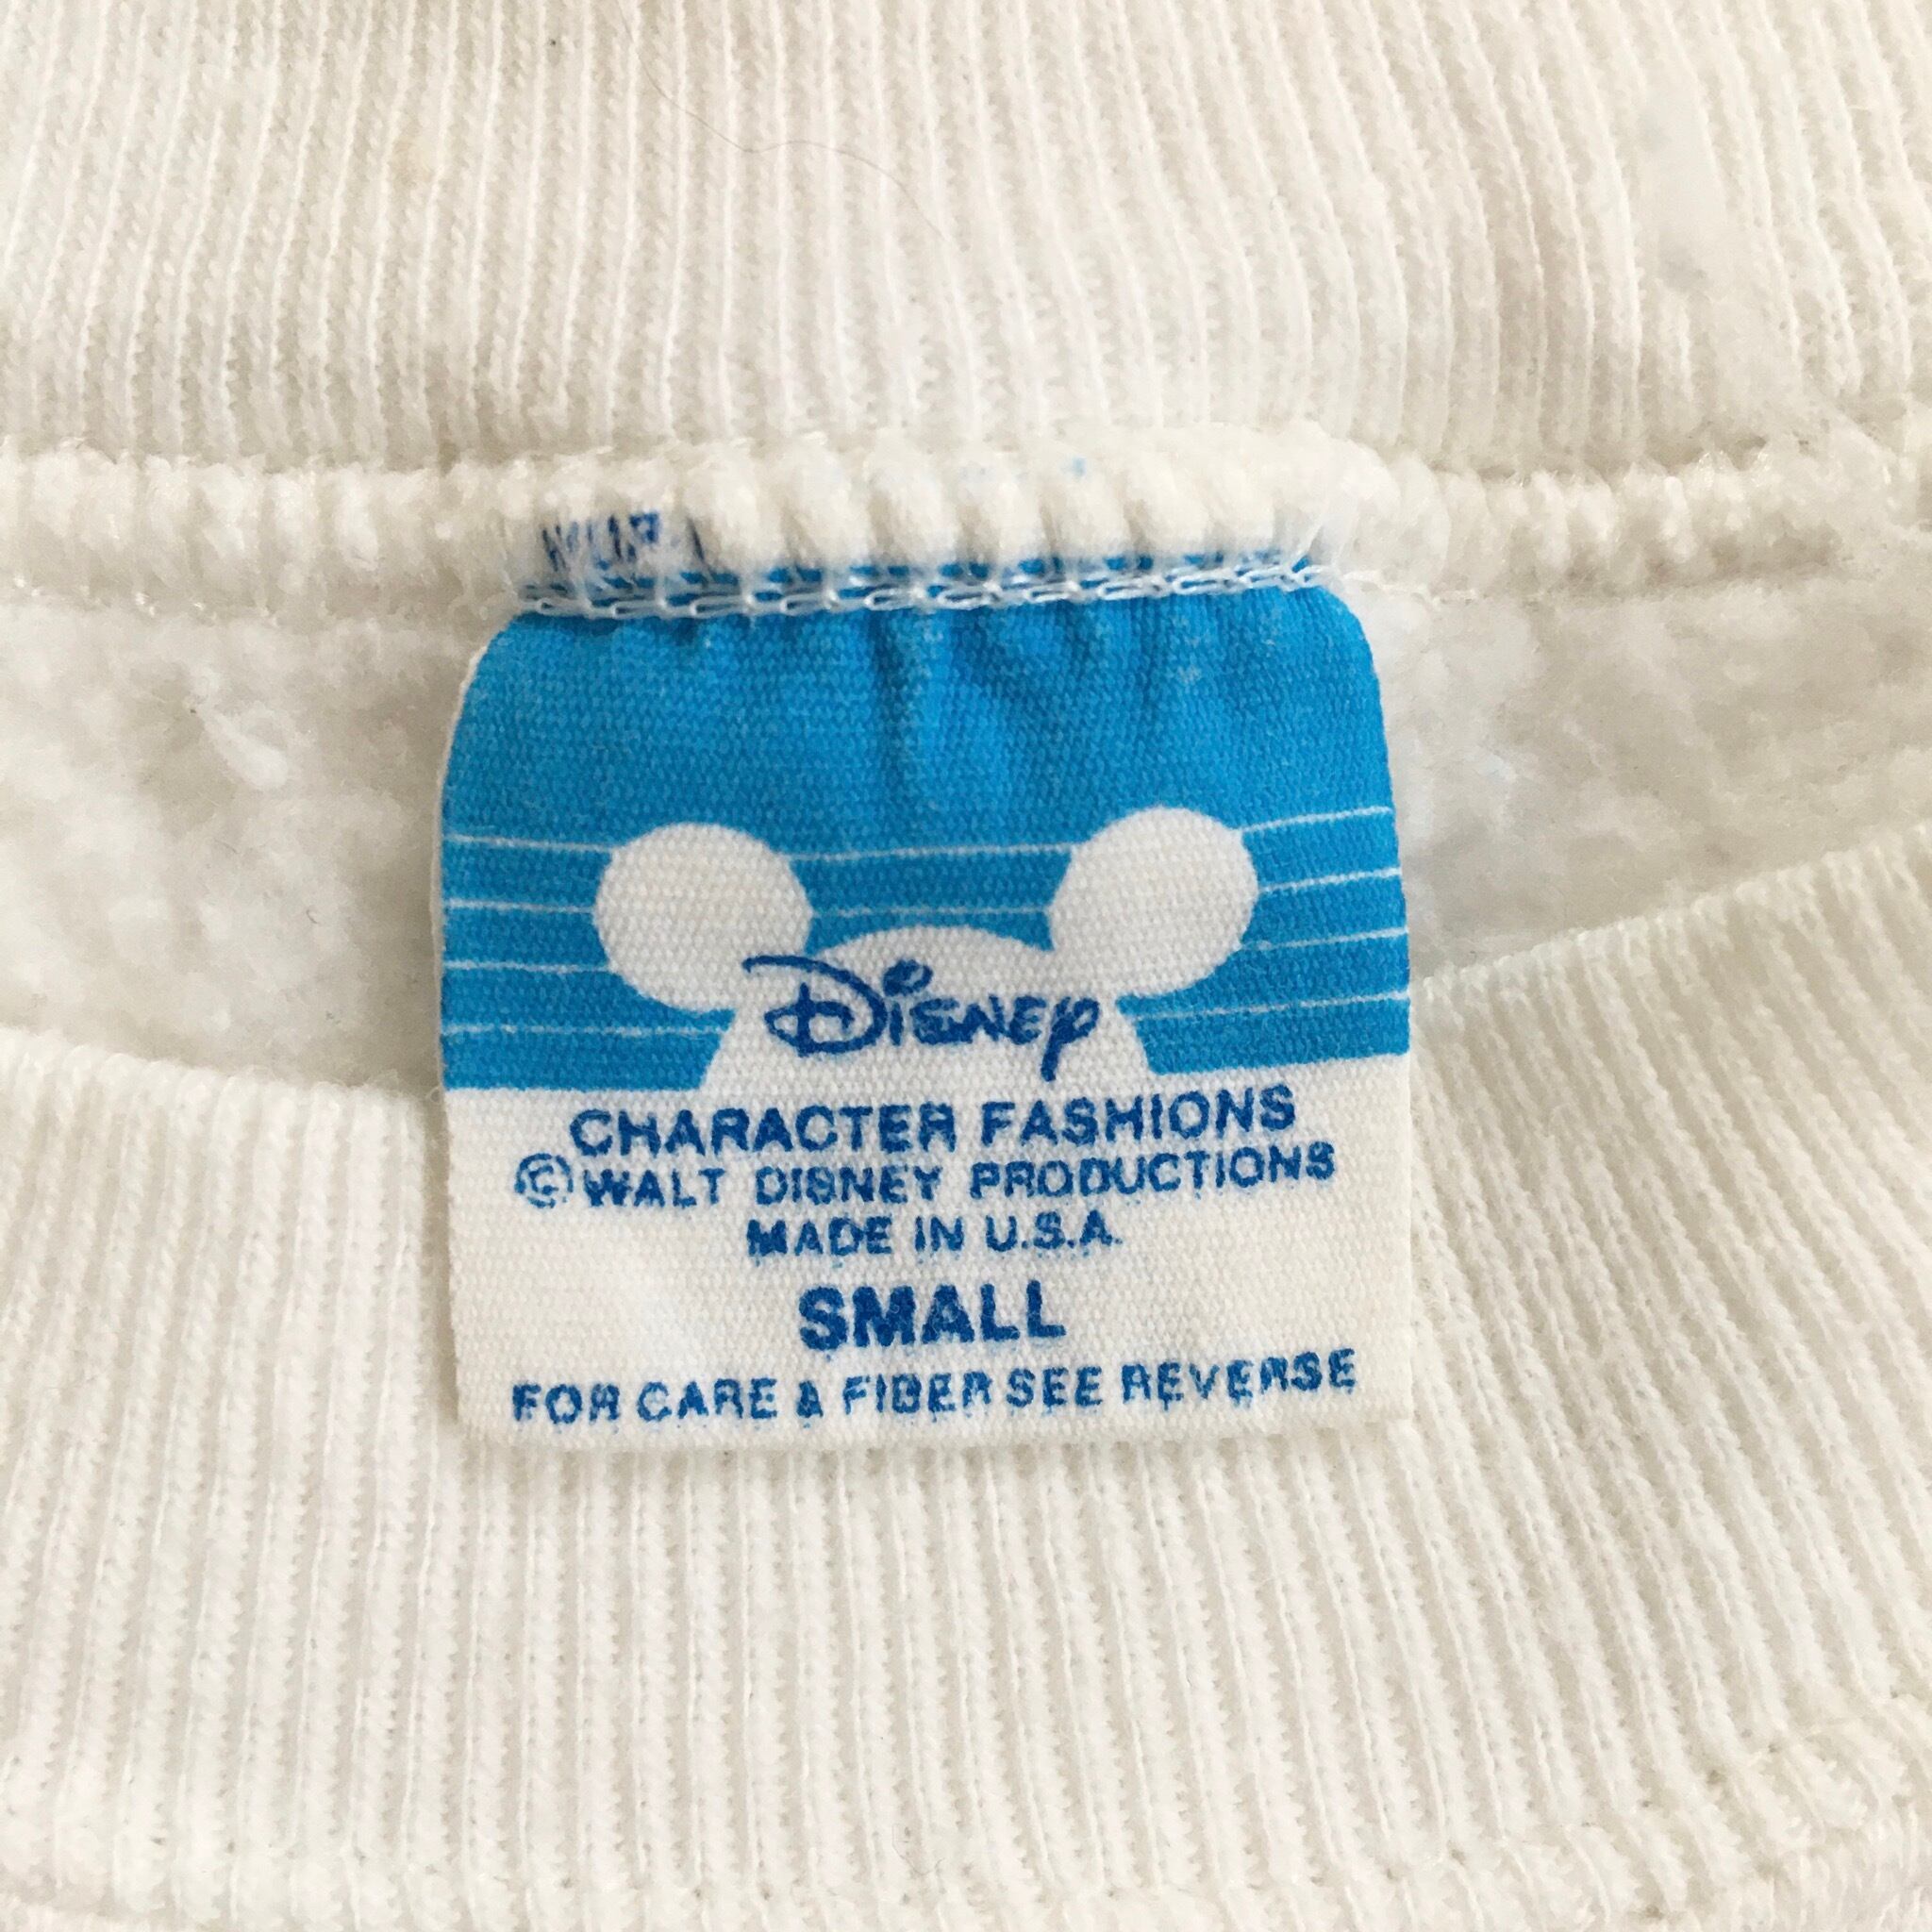 Disney
CHARACTER FASHIONS
© WALT DISNEY PRODUCTIONS
MADE IN U.S.A.
SMALL
FOR CARE & FIBER SEE REVERSE